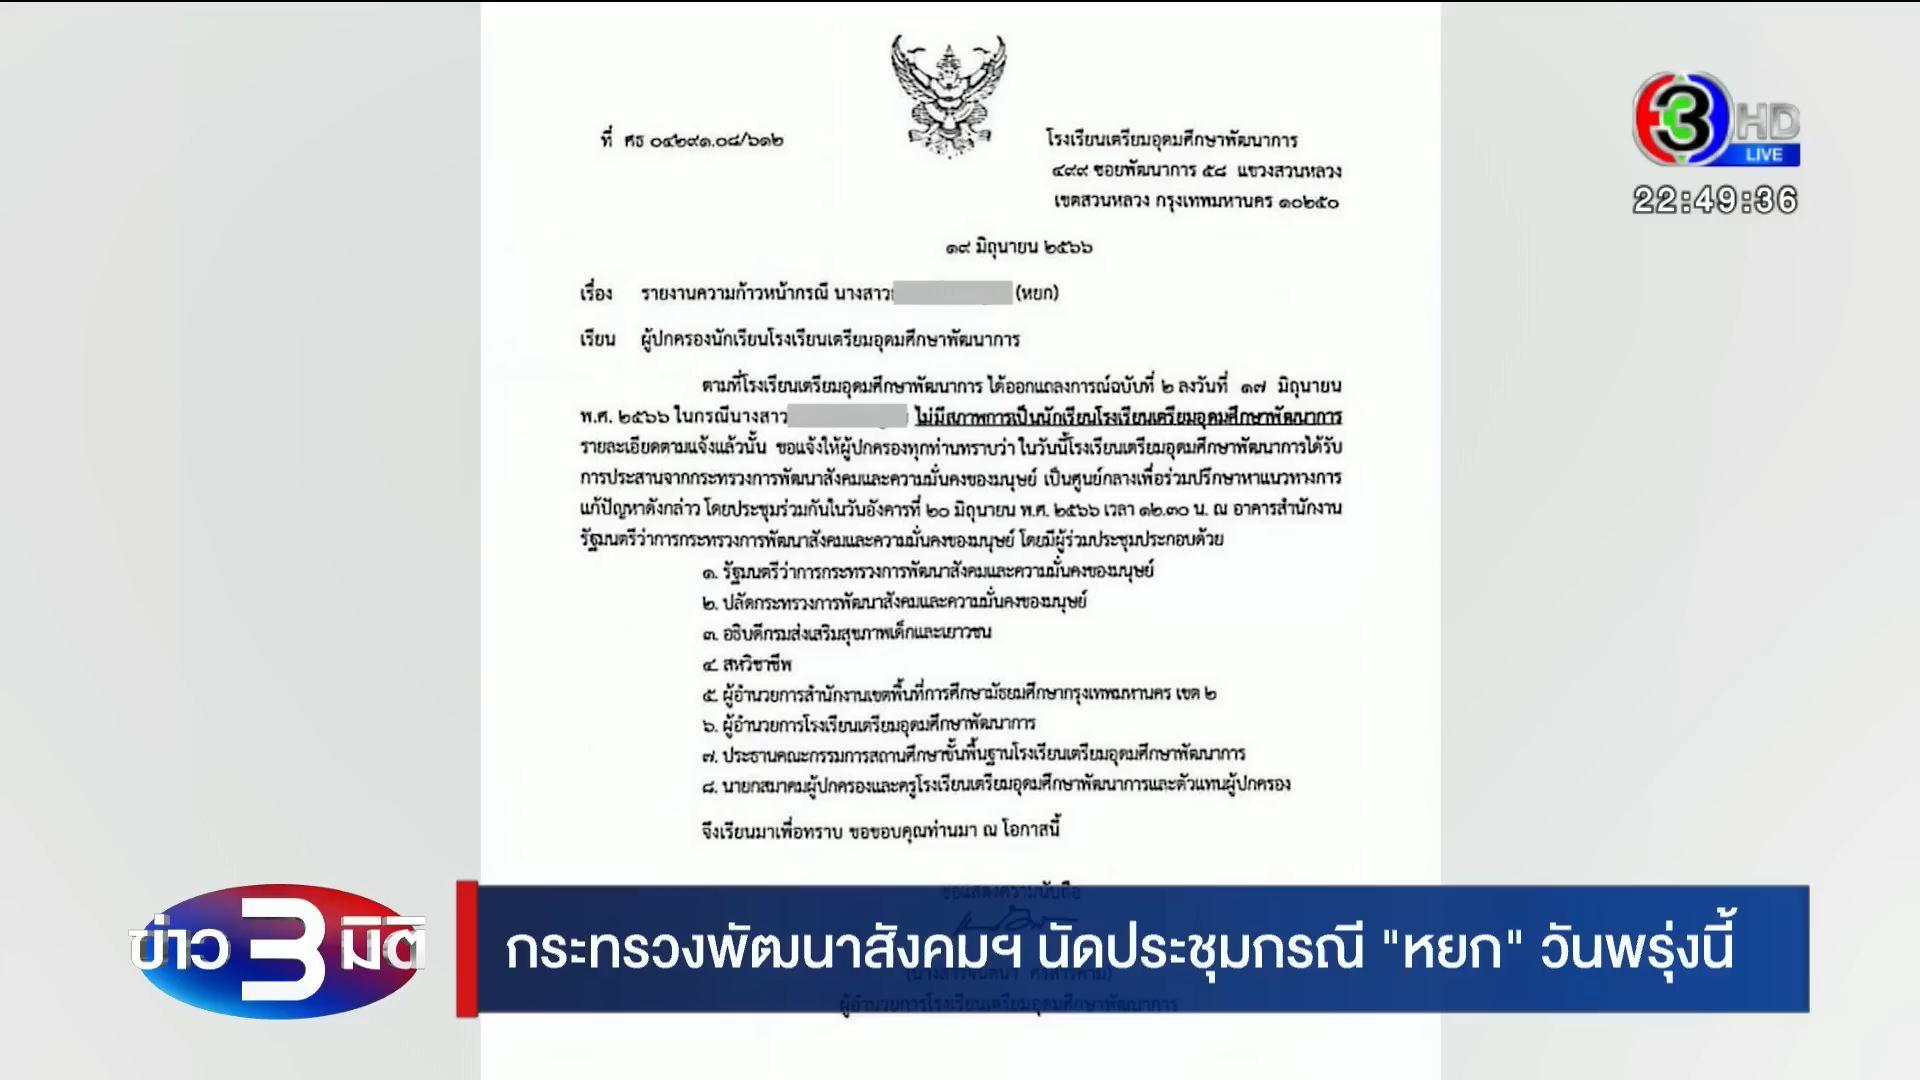 ที่ ศธ ๐๔๒๙๑.๐๘/๖๑๒
โรงเรียนเตรียมอุดมศึกษาพัฒนาการ
๔๙๙ ซอยพัฒนาการ ๕๘ แขวงสวนหลวง
เขตสวนหลวง กรุงเทพมหานคร ๑๐๒๕๐
3 HD
LIVE
22:49:36
๑๙ มิถุนายน ๒๕๖๖
เรื่อง รายงานความก้าวหน้ากรณี นางสาว (หยก)
เรียน ผู้ปกครองนักเรียนโรงเรียนเตรียมอุดมศึกษาพัฒนาการ
ตามที่โรงเรียนเตรียมอุดมศึกษาพัฒนาการ ได้ออกแถลงการณ์ฉบับที่ ๒ ลงวันที่ ๑๗ มิถุนายน
พ.ศ. ๒๕๖๖ ในกรณีนางสาว ไม่มีสภาพการเป็นนักเรียนโรงเรียนเตรียมอุดมศึกษาพัฒนาการ
รายละเอียดตามแจ้งแล้วนั้น ขอแจ้งให้ผู้ปกครองทุกท่านทราบว่า ในวันนี้โรงเรียนเตรียมอุดมศึกษาพัฒนาการได้รับ
การประสานจากกระทรวงการพัฒนาสังคมและความมั่นคงของมนุษย์ เป็นศูนย์กลางเพื่อร่วมปรึกษาหาแนวทางการ
แก้ปัญหาดังกล่าว โดยประชุมร่วมกันในวันอังคารที่ ๒๐ มิถุนายน พ.ศ. ๒๕๖๖ เวลา ๑๒.๓๐ น. ณ อาคารสำนักงาน
รัฐมนตรีว่าการกระทรวงการพัฒนาสังคมและความมั่นคงของมนุษย์ โดยมีผู้ร่วมประชุมประกอบด้วย
๑. รัฐมนตรีว่าการกระทรวงการพัฒนาสังคมและความมั่นคงของมนุษย์
๒. ปลัดกระทรวงการพัฒนาสังคมและความมั่นคงของมนุษย์
๓. อธิบดีกรมส่งเสริมสุขภาพเด็กและเยาวชน
๔. สหวิชาชีพ
๕. ผู้อำนวยการสำนักงานเขตพื้นที่การศึกษามัธยมศึกษากรุงเทพมหานคร เขต ๒
๖. ผู้อำนวยการโรงเรียนเตรียมอุดมศึกษาพัฒนาการ
๗. ประธานคณะกรรมการสถานศึกษาขั้นพื้นฐานโรงเรียนเตรียมอุดมศึกษาพัฒนาการ
๘. นายกสมาคมผู้ปกครองและครูโรงเรียนเตรียมอุดมศึกษาพัฒนาการและตัวแทนผู้ปกครอง
จึงเรียนมาเพื่อทราบ ขอขอบคุณท่านมา ณ โอกาสนี้
ขอแสดงความนับถือ
ข่าว 3 มิติ
กระทรวงพัฒนาสังคมฯ นัดประชุมกรณี "หยก" วันพรุ่งนี้
ผู้อำนวยการโรงเรียนเตรียมอุดมศึกษาพัฒนาการ